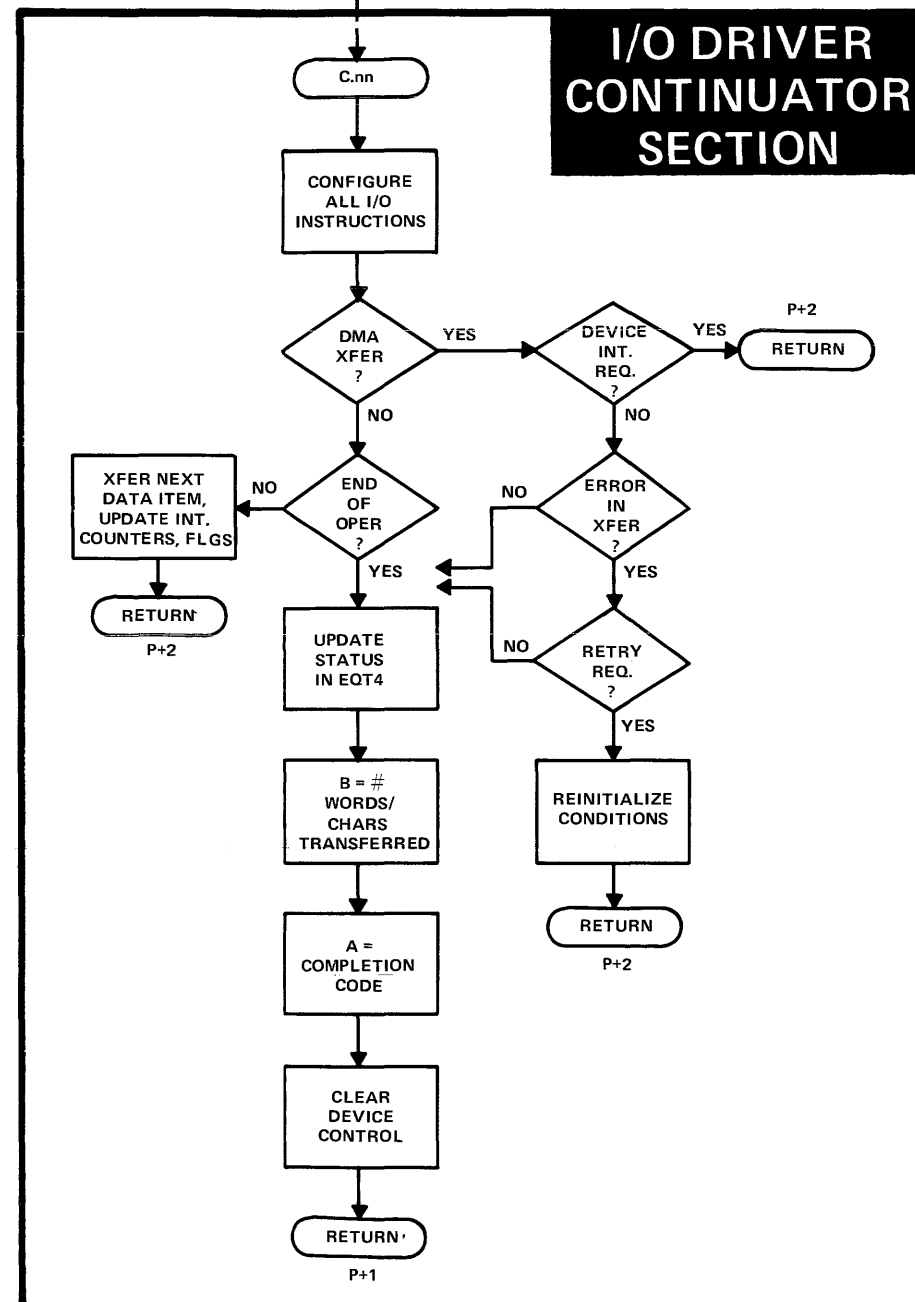 I/O DRIVER
CONTINUATOR
SECTION
C.nn
CONFIGURE
ALL I/O
INSTRUCTIONS
DMA
XFER
?
YES
NO
DEVICE
INT.
REQ.
?
YES
NO
P+2
RETURN
END
OF
OPER
?
NO
YES
XFER NEXT
DATA ITEM,
UPDATE INT.
COUNTERS, FLGS
RETURN
P+2
ERROR
IN
XFER
?
NO
YES
RETRY
REQ.
?
NO
YES
UPDATE
STATUS
IN EQT4
B = #
WORDS/
CHARS
TRANSFERRED
REINITIALIZE
CONDITIONS
RETURN
P+2
A =
COMPLETION
CODE
CLEAR
DEVICE
CONTROL
RETURN
P+1